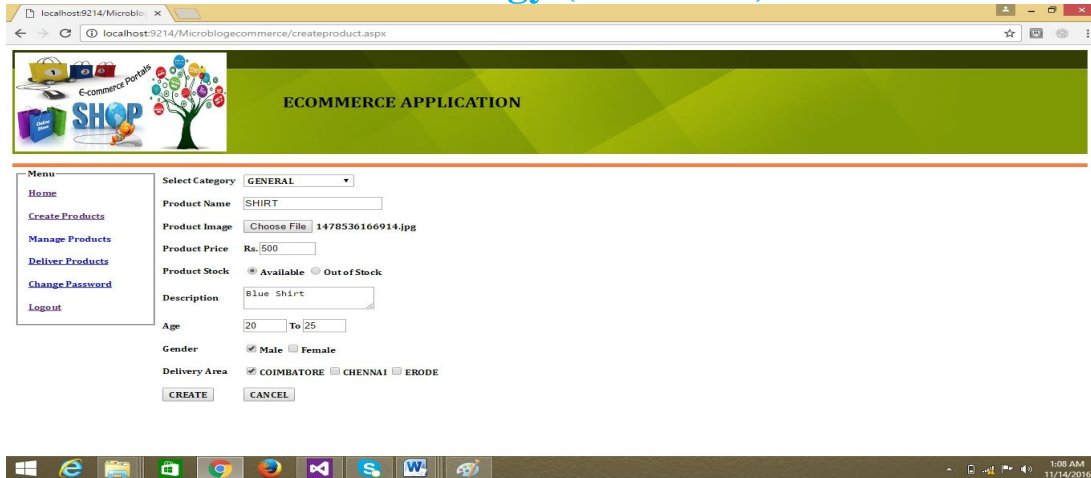 localhost:9214/Microblo
localhost:9214/Microblogecommerce/createproduct.aspx
E-commerce Portals
SHOP
Online Store
ECOMMERCE APPLICATION
Menu
Home
Create Products
Manage Products
Deliver Products
Change Password
Logout
Select Category GENERAL
Product Name SHIRT
Product Image Choose File 1478536166914.jpg
Product Price Rs. 500
Product Stock Available Out of Stock
Description Blue Shirt
Age 20 To 25
Gender Male Female
Delivery Area COIMBATORE CHENNAI ERODE
CREATE CANCEL
1:08 AM
11/14/2016